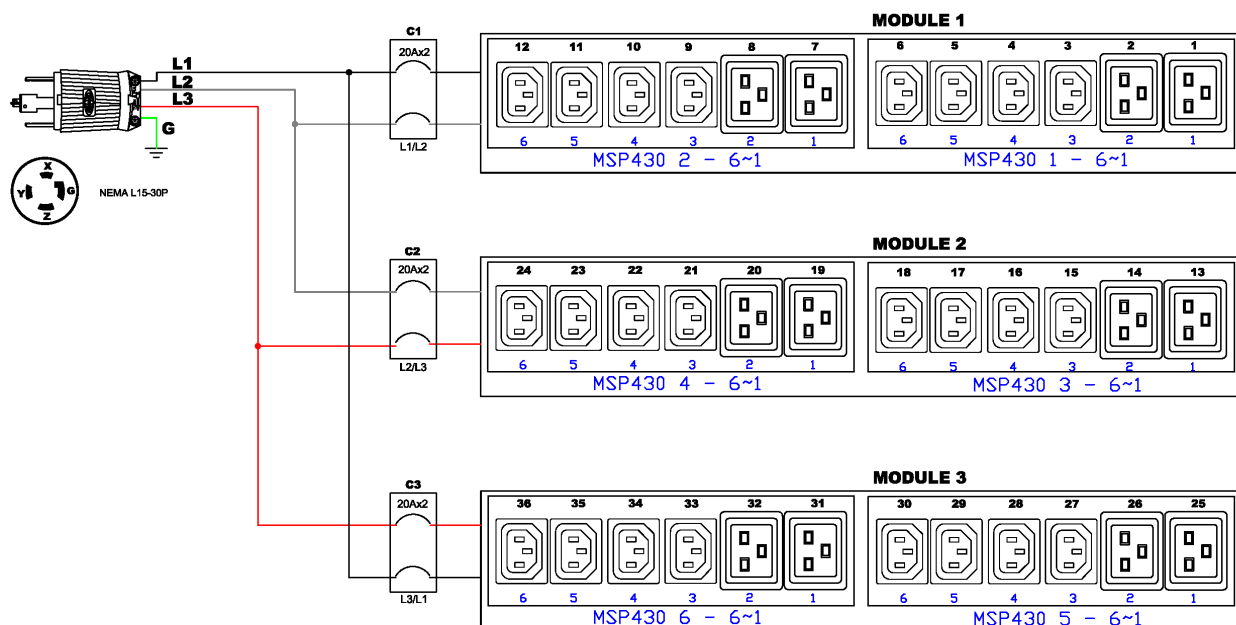 MODULE 1
C1
20Ax2
L1/L2
12 11 10 9 8 7 6 5 4 3 2 1
6 5 4 3 2 1 6 5 4 3 2 1
MSP430 2 - 6~1 MSP430 1 - 6~1
L1
L2
L3
G
X
Y G
Z
NEMA L15-30P
MODULE 2
C2
20Ax2
L2/L3
24 23 22 21 20 19 18 17 16 15 14 13
6 5 4 3 2 1 6 5 4 3 2 1
MSP430 4 - 6~1 MSP430 3 - 6~1
MODULE 3
C3
20Ax2
L3/L1
36 35 34 33 32 31 30 29 28 27 26 25
6 5 4 3 2 1 6 5 4 3 2 1
MSP430 6 - 6~1 MSP430 5 - 6~1